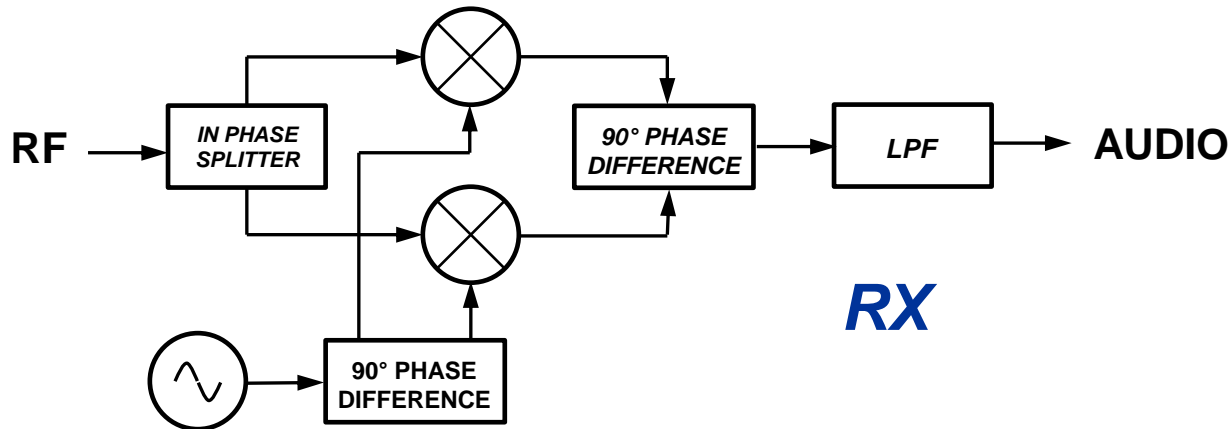 RF
IN PHASE
SPLITTER
90° PHASE
DIFFERENCE
LPF
AUDIO
RX
90° PHASE
DIFFERENCE